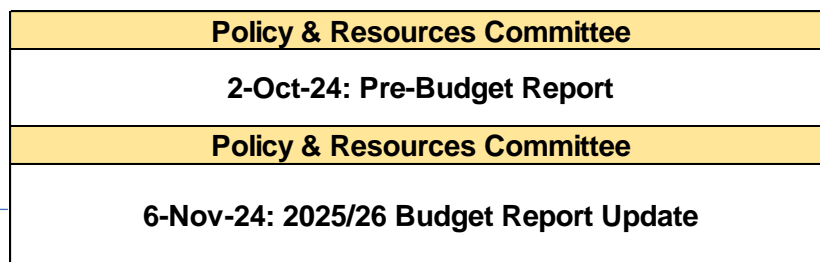 Policy & Resources Committee
2-Oct-24: Pre-Budget Report
Policy & Resources Committee
6-Nov-24: 2025/26 Budget Report Update